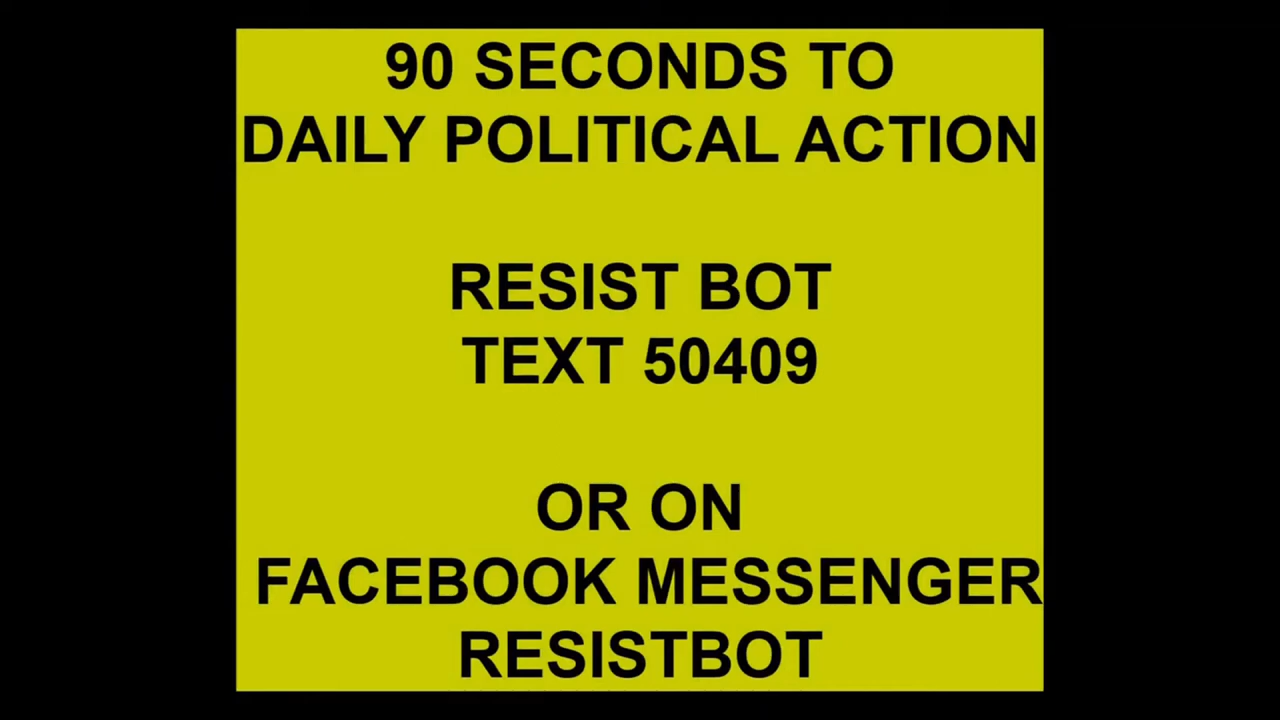 90 SECONDS TO
DAILY POLITICAL ACTION
RESIST BOT
TEXT 50409
OR ON
FACEBOOK MESSENGER
RESISTBOT